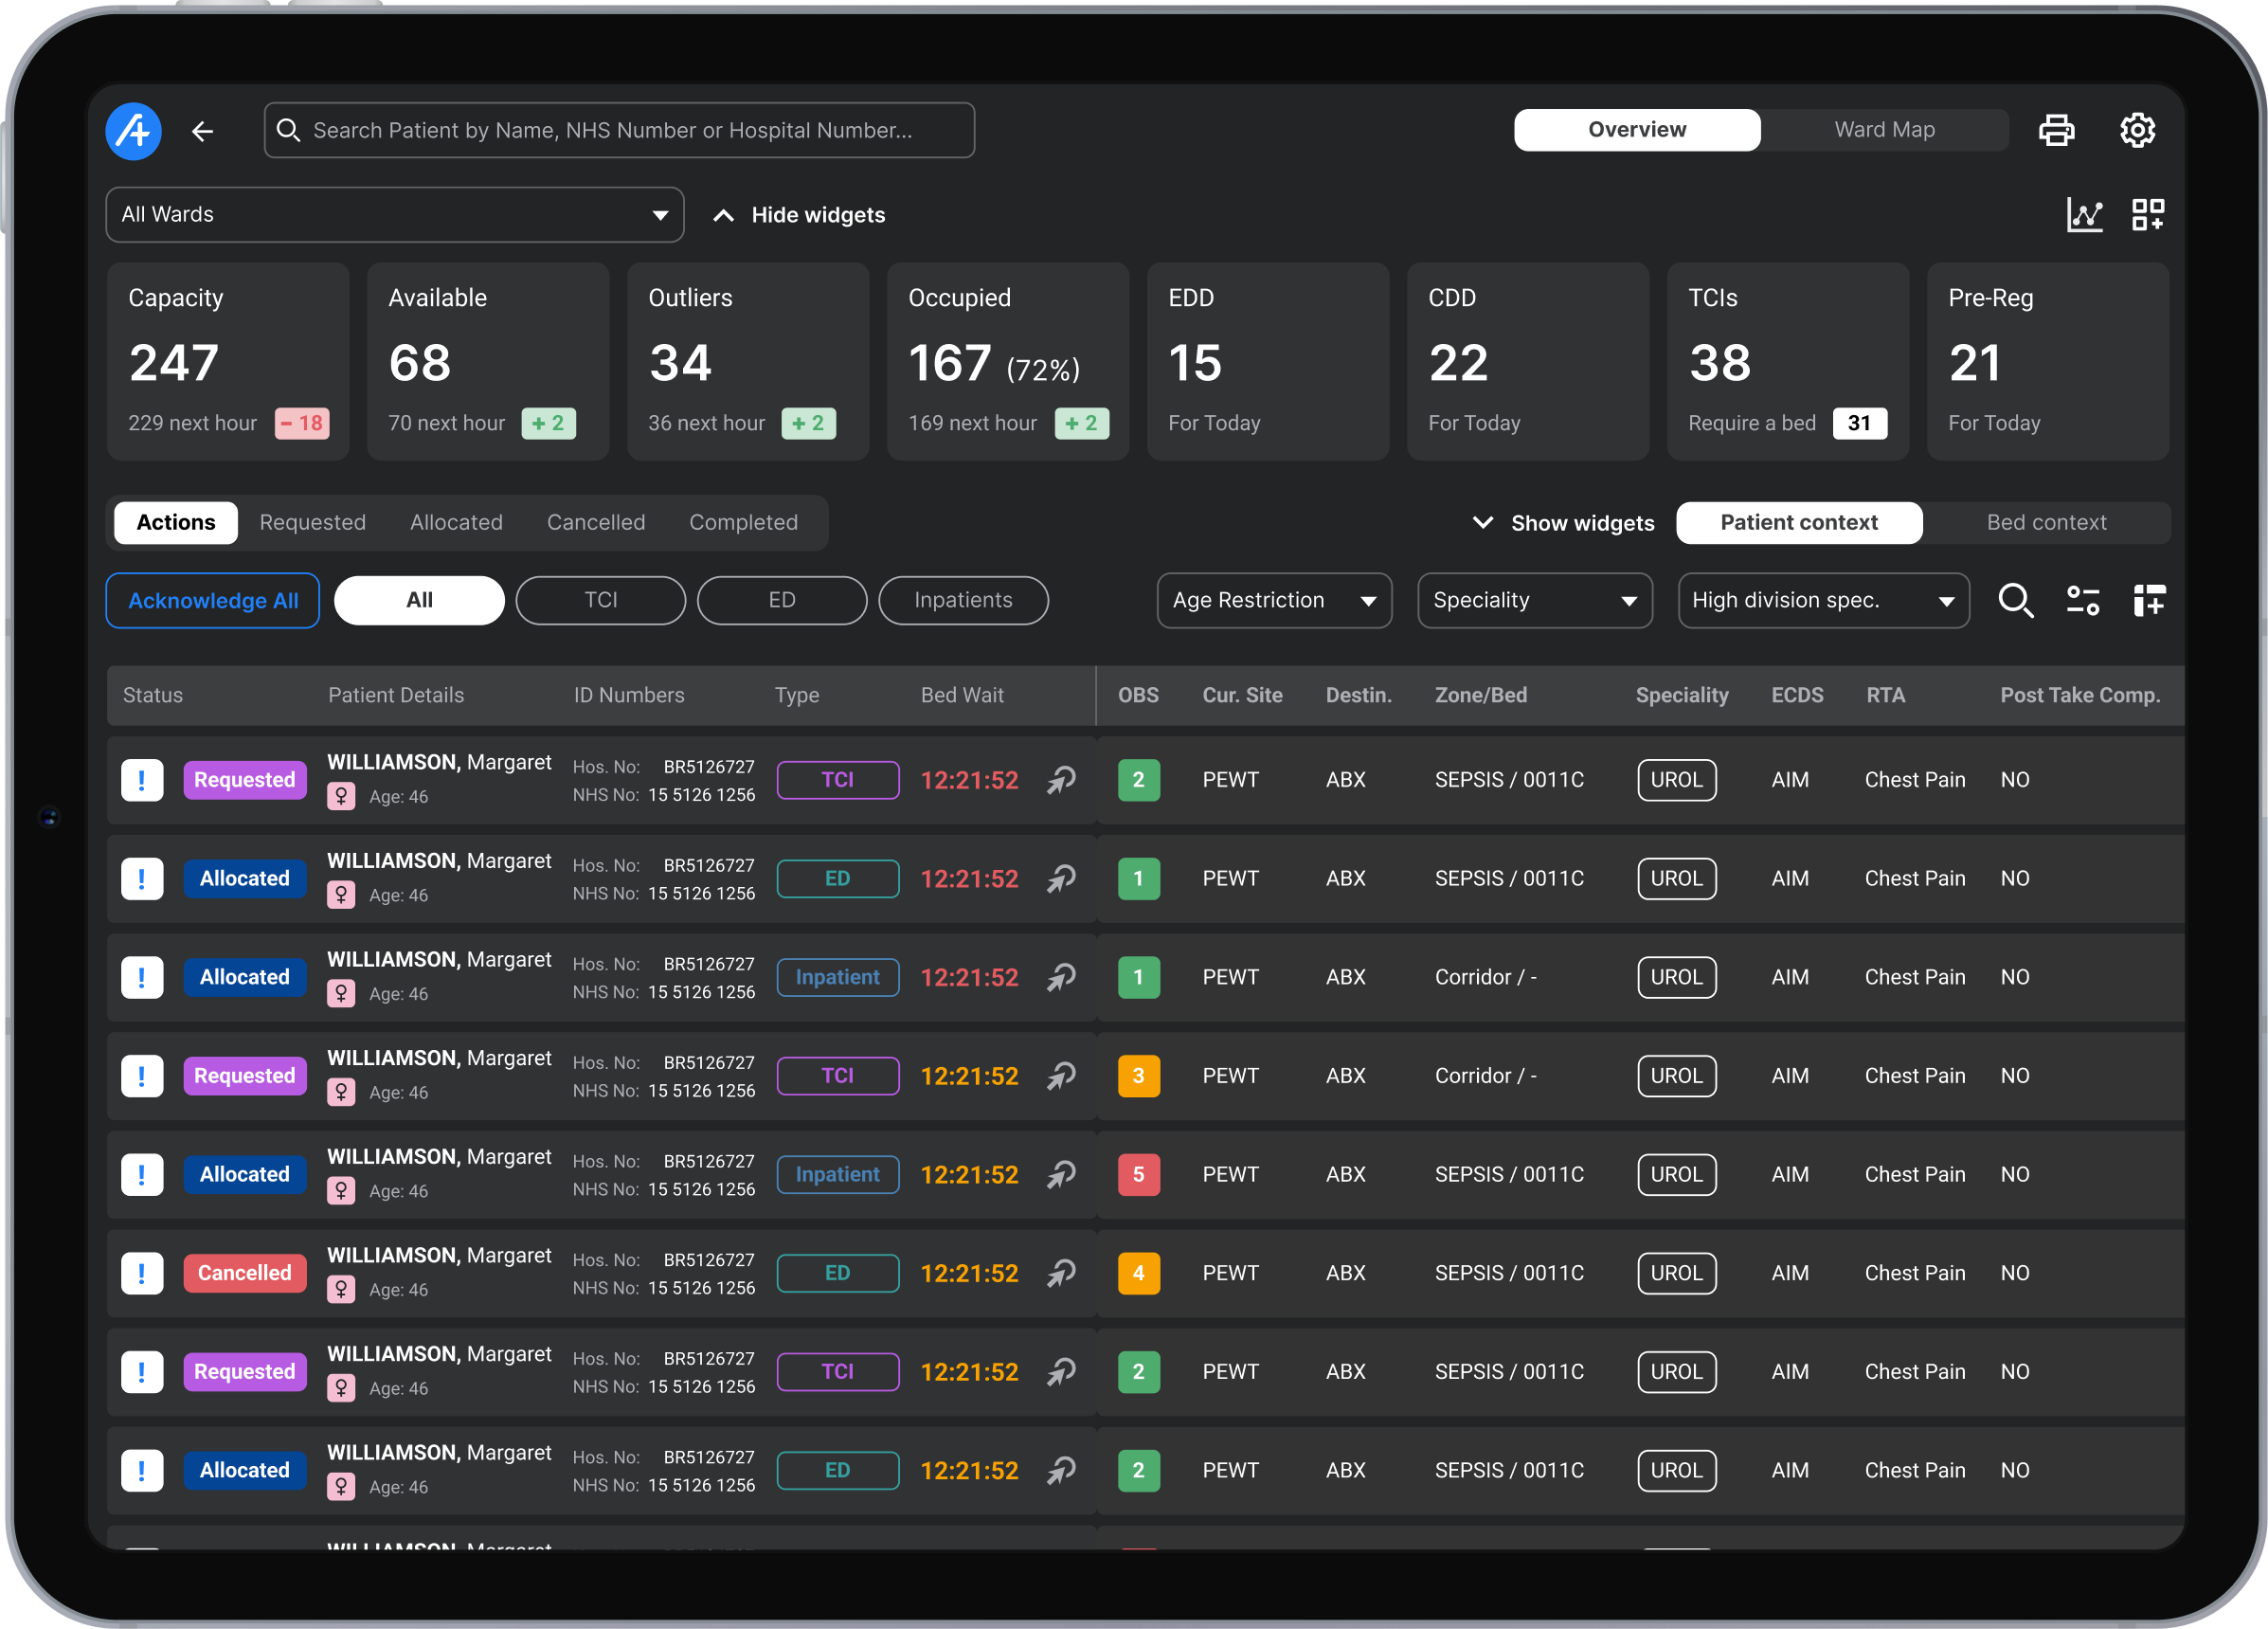 Search Patient by Name, NHS Number or Hospital Number...
Overview
Ward Map
All Wards
Hide widgets
Capacity
247
229 next hour
− 18
Available
68
70 next hour
+ 2
Outliers
34
36 next hour
+ 2
Occupied
167 (72%)
169 next hour
+ 2
EDD
15
For Today
CDD
22
For Today
TCIs
38
Require a bed
31
Pre-Reg
21
For Today
Actions Requested Allocated Cancelled Completed
Show widgets
Patient context
Bed context
Acknowledge All
All
TCI
ED
Inpatients
Age Restriction
Speciality
High division spec.
Status Patient Details ID Numbers Type Bed Wait OBS Cur. Site Destin. Zone/Bed Speciality ECDS RTA Post Take Comp.
! Requested WILLIAMSON, Margaret Hos. No: BR5126727 TCI 12:21:52 2 PEWT ABX SEPSIS / 0011C UROL AIM Chest Pain NO
Age: 46 NHS No: 15 5126 1256
! Allocated WILLIAMSON, Margaret Hos. No: BR5126727 ED 12:21:52 1 PEWT ABX SEPSIS / 0011C UROL AIM Chest Pain NO
Age: 46 NHS No: 15 5126 1256
! Allocated WILLIAMSON, Margaret Hos. No: BR5126727 Inpatient 12:21:52 1 PEWT ABX Corridor / - UROL AIM Chest Pain NO
Age: 46 NHS No: 15 5126 1256
! Requested WILLIAMSON, Margaret Hos. No: BR5126727 TCI 12:21:52 3 PEWT ABX Corridor / - UROL AIM Chest Pain NO
Age: 46 NHS No: 15 5126 1256
! Allocated WILLIAMSON, Margaret Hos. No: BR5126727 Inpatient 12:21:52 5 PEWT ABX SEPSIS / 0011C UROL AIM Chest Pain NO
Age: 46 NHS No: 15 5126 1256
! Cancelled WILLIAMSON, Margaret Hos. No: BR5126727 ED 12:21:52 4 PEWT ABX SEPSIS / 0011C UROL AIM Chest Pain NO
Age: 46 NHS No: 15 5126 1256
! Requested WILLIAMSON, Margaret Hos. No: BR5126727 TCI 12:21:52 2 PEWT ABX SEPSIS / 0011C UROL AIM Chest Pain NO
Age: 46 NHS No: 15 5126 1256
! Allocated WILLIAMSON, Margaret Hos. No: BR5126727 ED 12:21:52 2 PEWT ABX SEPSIS / 0011C UROL AIM Chest Pain NO
Age: 46 NHS No: 15 5126 1256
WILLIAMSON, Margaret